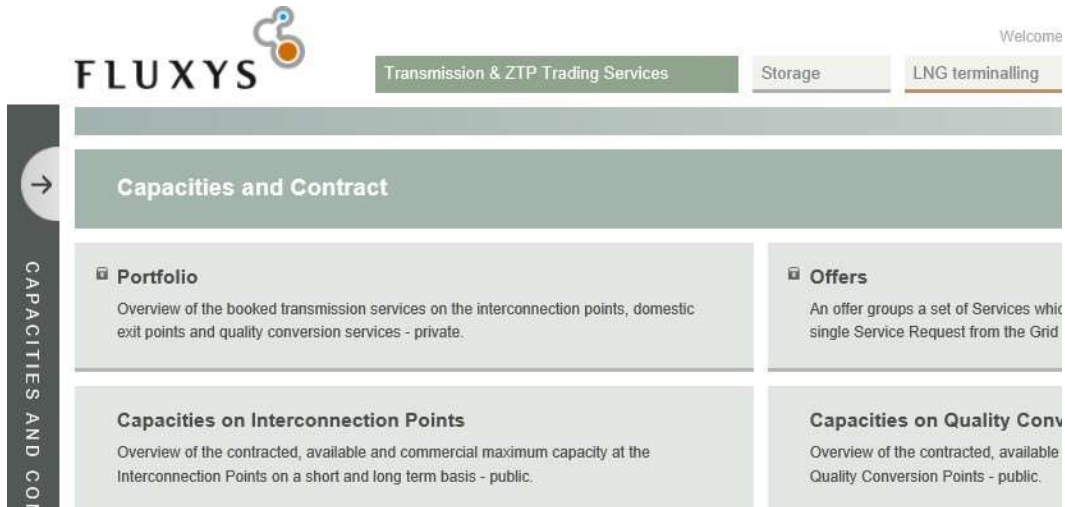 Welcome
FLUXYS
Transmission & ZTP Trading Services
Storage
LNG terminalling
Capacities and Contract
Portfolio
Overview of the booked transmission services on the interconnection points, domestic
exit points and quality conversion services - private.
Offers
An offer groups a set of Services
single Service Request from the Grid
Capacities on Interconnection Points
Overview of the contracted, available and commercial maximum capacity at the
Interconnection Points on a short and long term basis - public.
Capacities on Quality
Overview of the contracted, available
Quality Conversion Points - public.
CAPACITIES AND